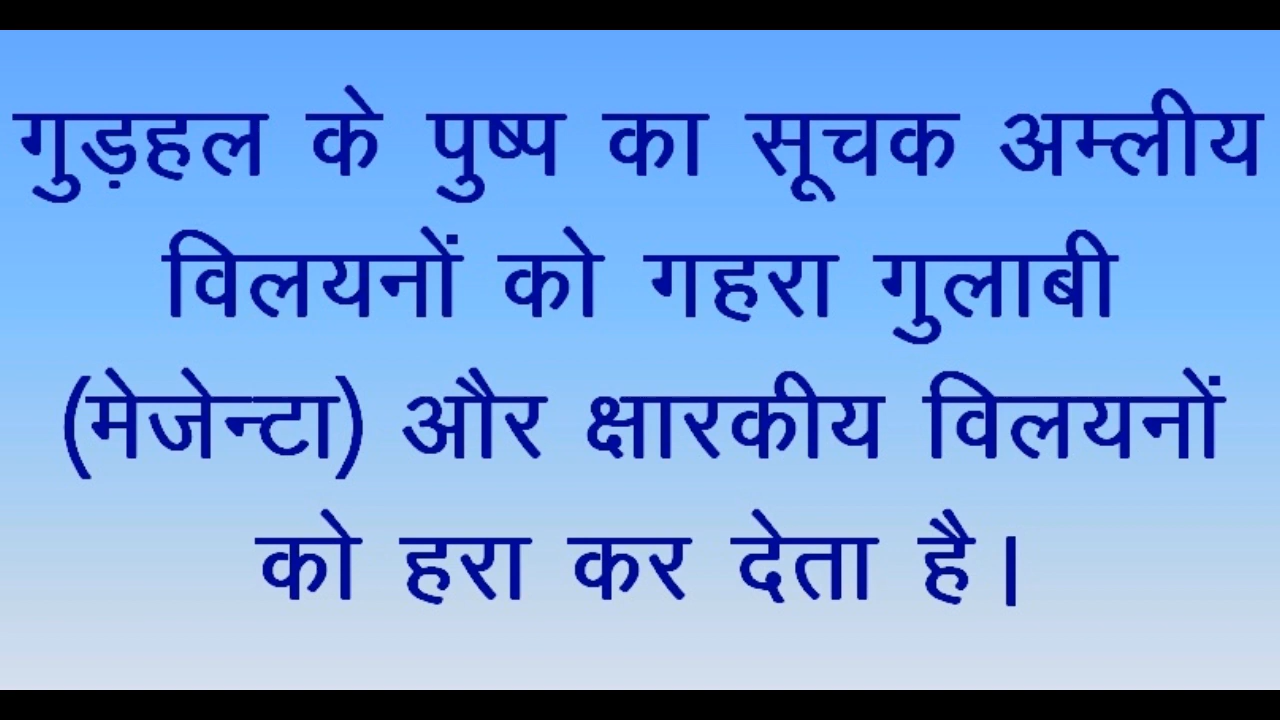 गुड़हल के पुष्प का सूचक अम्लीय
विलयनों को गहरा गुलाबी
(मेजेन्टा) और क्षारकीय विलयनों
को हरा कर देता है।